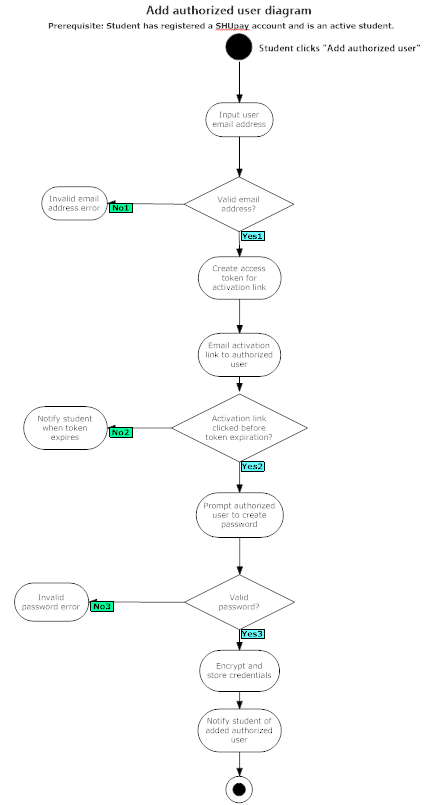 Add authorized user diagram
Prerequisite: Student has registered a SHUpay account and is an active student.
Student clicks "Add authorized user"
Input user
email address
Valid email
address?
Invalid email
address error
No1
Yes1
Create access
token for
activation link
Email activation
link to authorized
user
Activation link
clicked before
token expiration?
Notify student
when token
expires
No2
Yes2
Prompt authorized
user to create
password
Valid
password?
Invalid
password error
No3
Yes3
Encrypt and
store credentials
Notify student of
added authorized
user